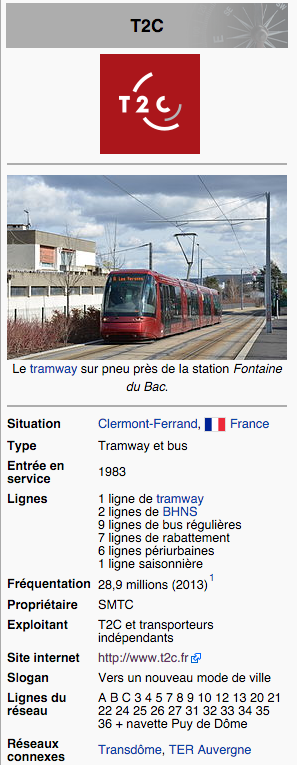 T2C
T2C
Le tramway sur pneu près de la station Fontaine
du Bac.
Situation Clermont-Ferrand, France
Type Tramway et bus
Entrée en
service 1983
Lignes 1 ligne de tramway
2 lignes de BHNS
9 lignes de bus régulières
7 lignes de rabattement
6 lignes périurbaines
1 ligne saisonnière
Fréquentation 28,9 millions (2013)1
Propriétaire SMTC
Exploitant T2C et transporteurs
indépendants
Site internet http://www.t2c.fr
Slogan Vers un nouveau mode de ville
Lignes du
réseau A B C 3 4 5 7 8 9 10 12 13 20 21
22 24 25 26 27 31 32 33 34 35
36 + navette Puy de Dôme
Réseaux
connexes Transdôme, TER Auvergne